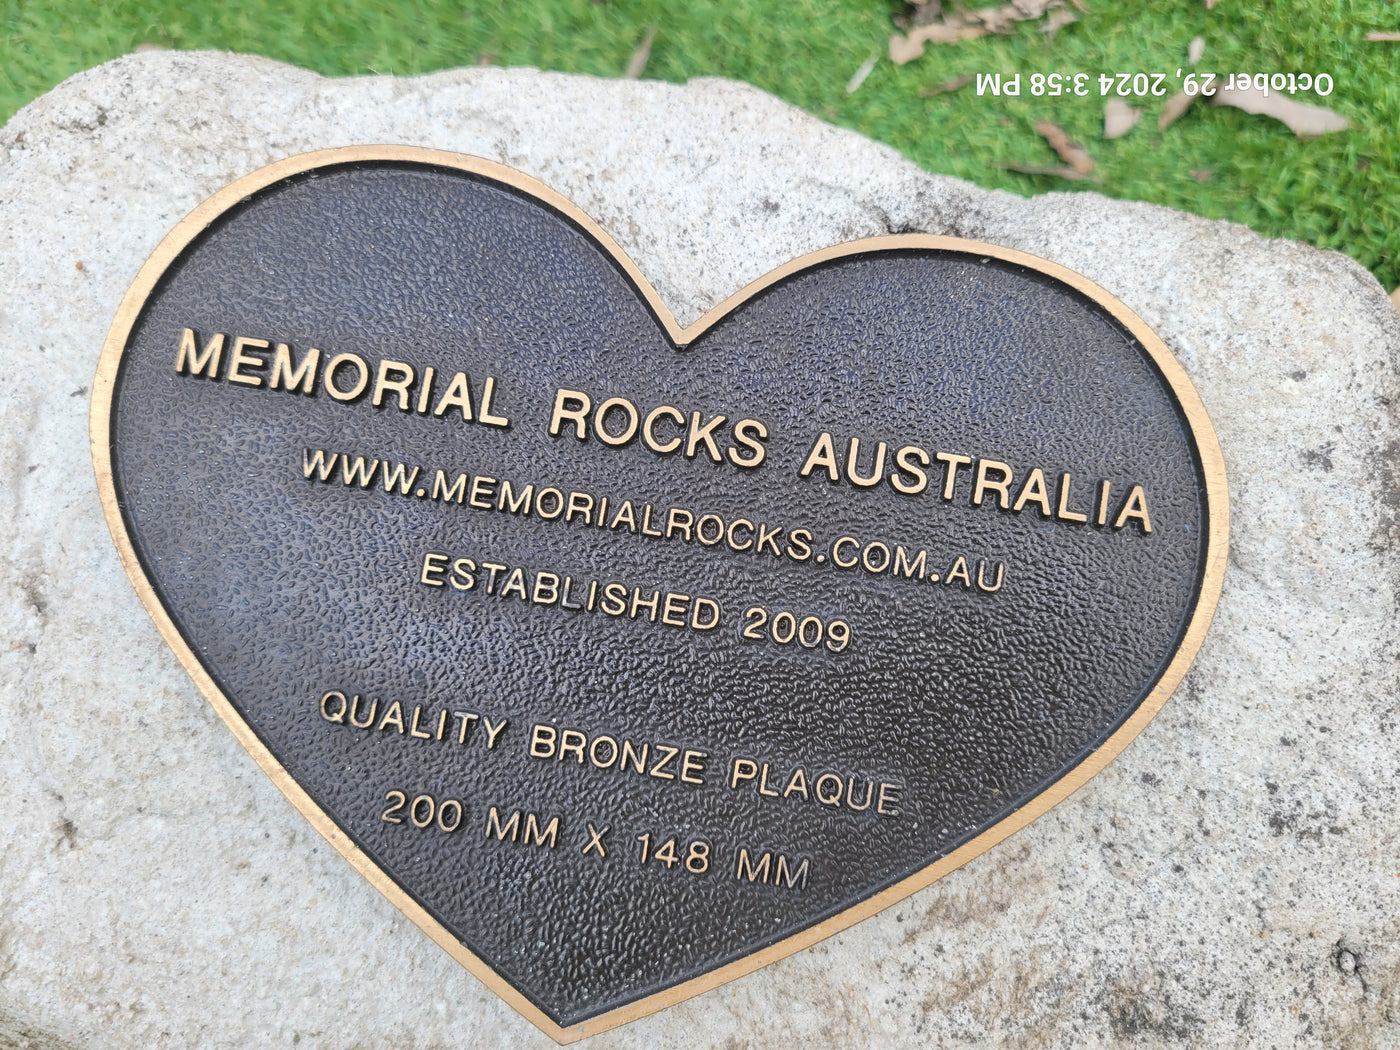 October 29, 2024 3:58 PM
MEMORIAL ROCKS AUSTRALIA
WWW.MEMORIALROCKS.COM.AU
ESTABLISHED 2009
QUALITY BRONZE PLAQUE
200 MM X 148 MM